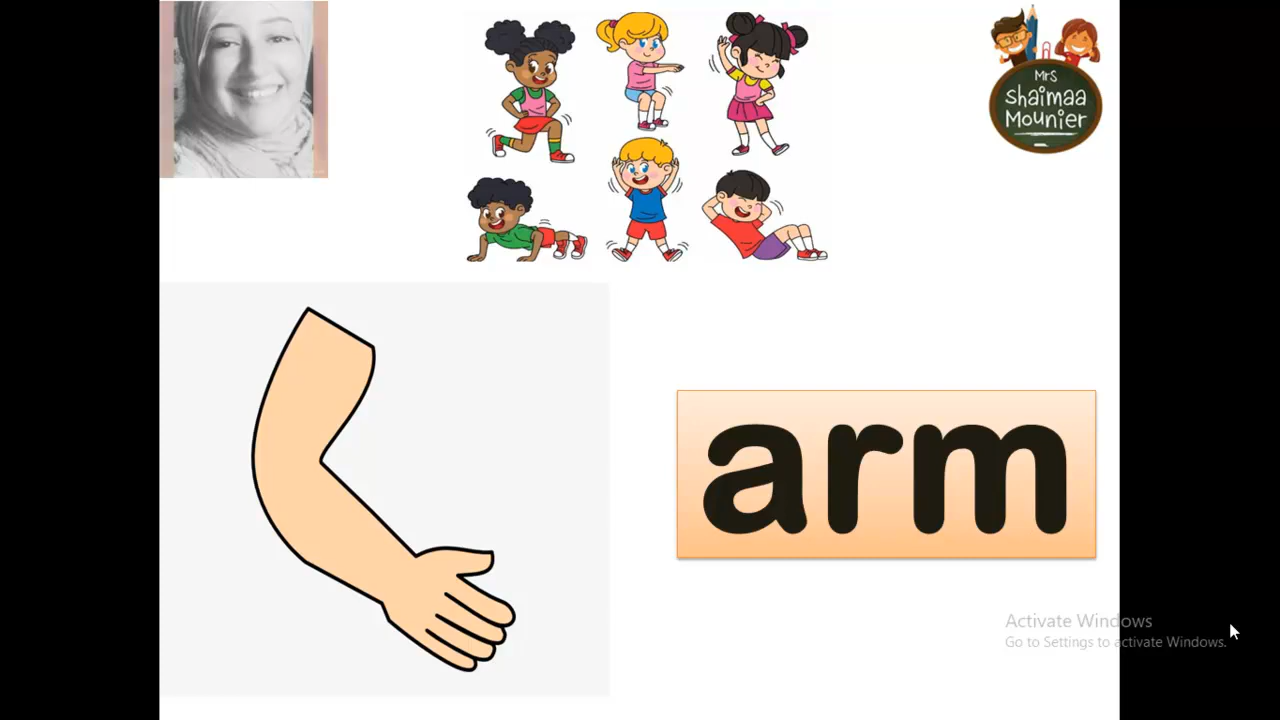 Mrs
Shaimaa
Mounier
arm
Activate Windows
Go to Settings to activate Windows.